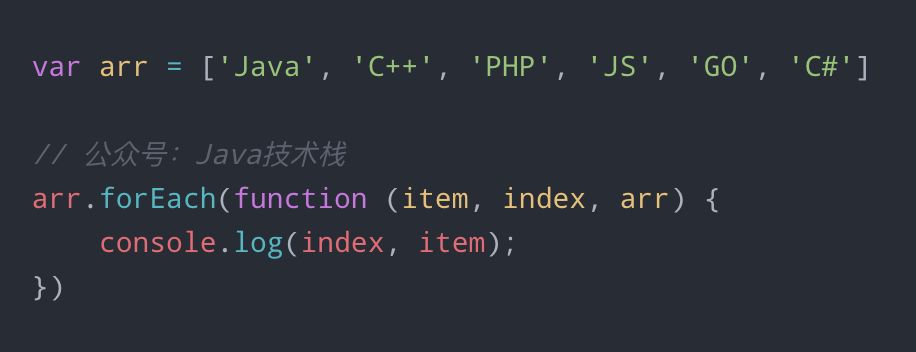 var arr = ['Java', 'C++', 'PHP', 'JS', 'GO', 'C#']
// 公众号：Java技术栈
arr.forEach(function (item, index, arr) {
    console.log(index, item);
})